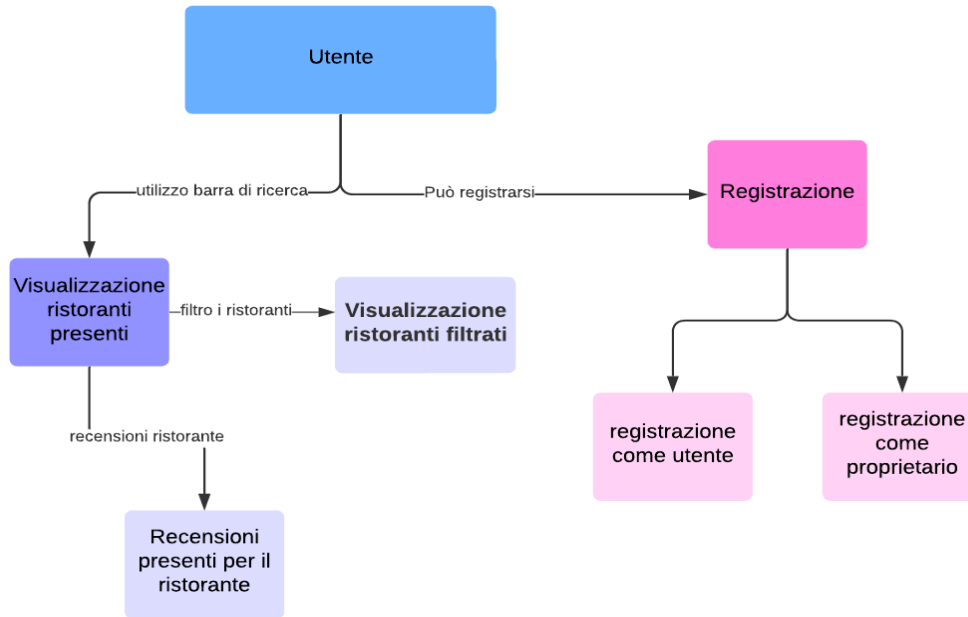 Utente
utilizzo barra di ricerca
Può registrarsi
Registrazione
Visualizzazione
ristoranti
presenti
filtro i ristoranti
Visualizzazione
ristoranti filtrati
recensioni ristorante
registrazione
come utente
registrazione
come
proprietario
Recensioni
presenti per il
ristorante